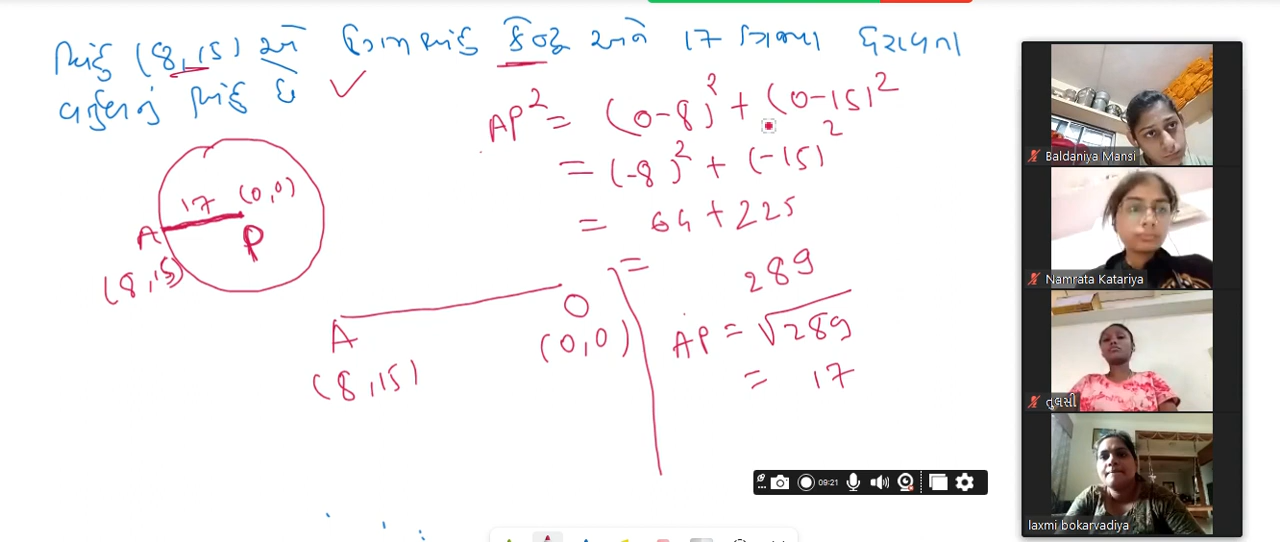 બિંદુ (8,15) એ ઉગમબિંદુ કેન્દ્ર અને 17 ત્રિજ્યા ધરાવતા
વર્તુળનું બિંદુ છે ✓
AP² = (0-8)² + (0-15)²
= (-8)² + (-15)²
= 64 + 225
= 289
AP = √289
= 17
17 (0,0)
A P
(8,15)
A O
(8,15) (0,0)
Baldaniya Mansi
Namrata Katariya
તુલસી
laxmi bokarvadiya
09:21